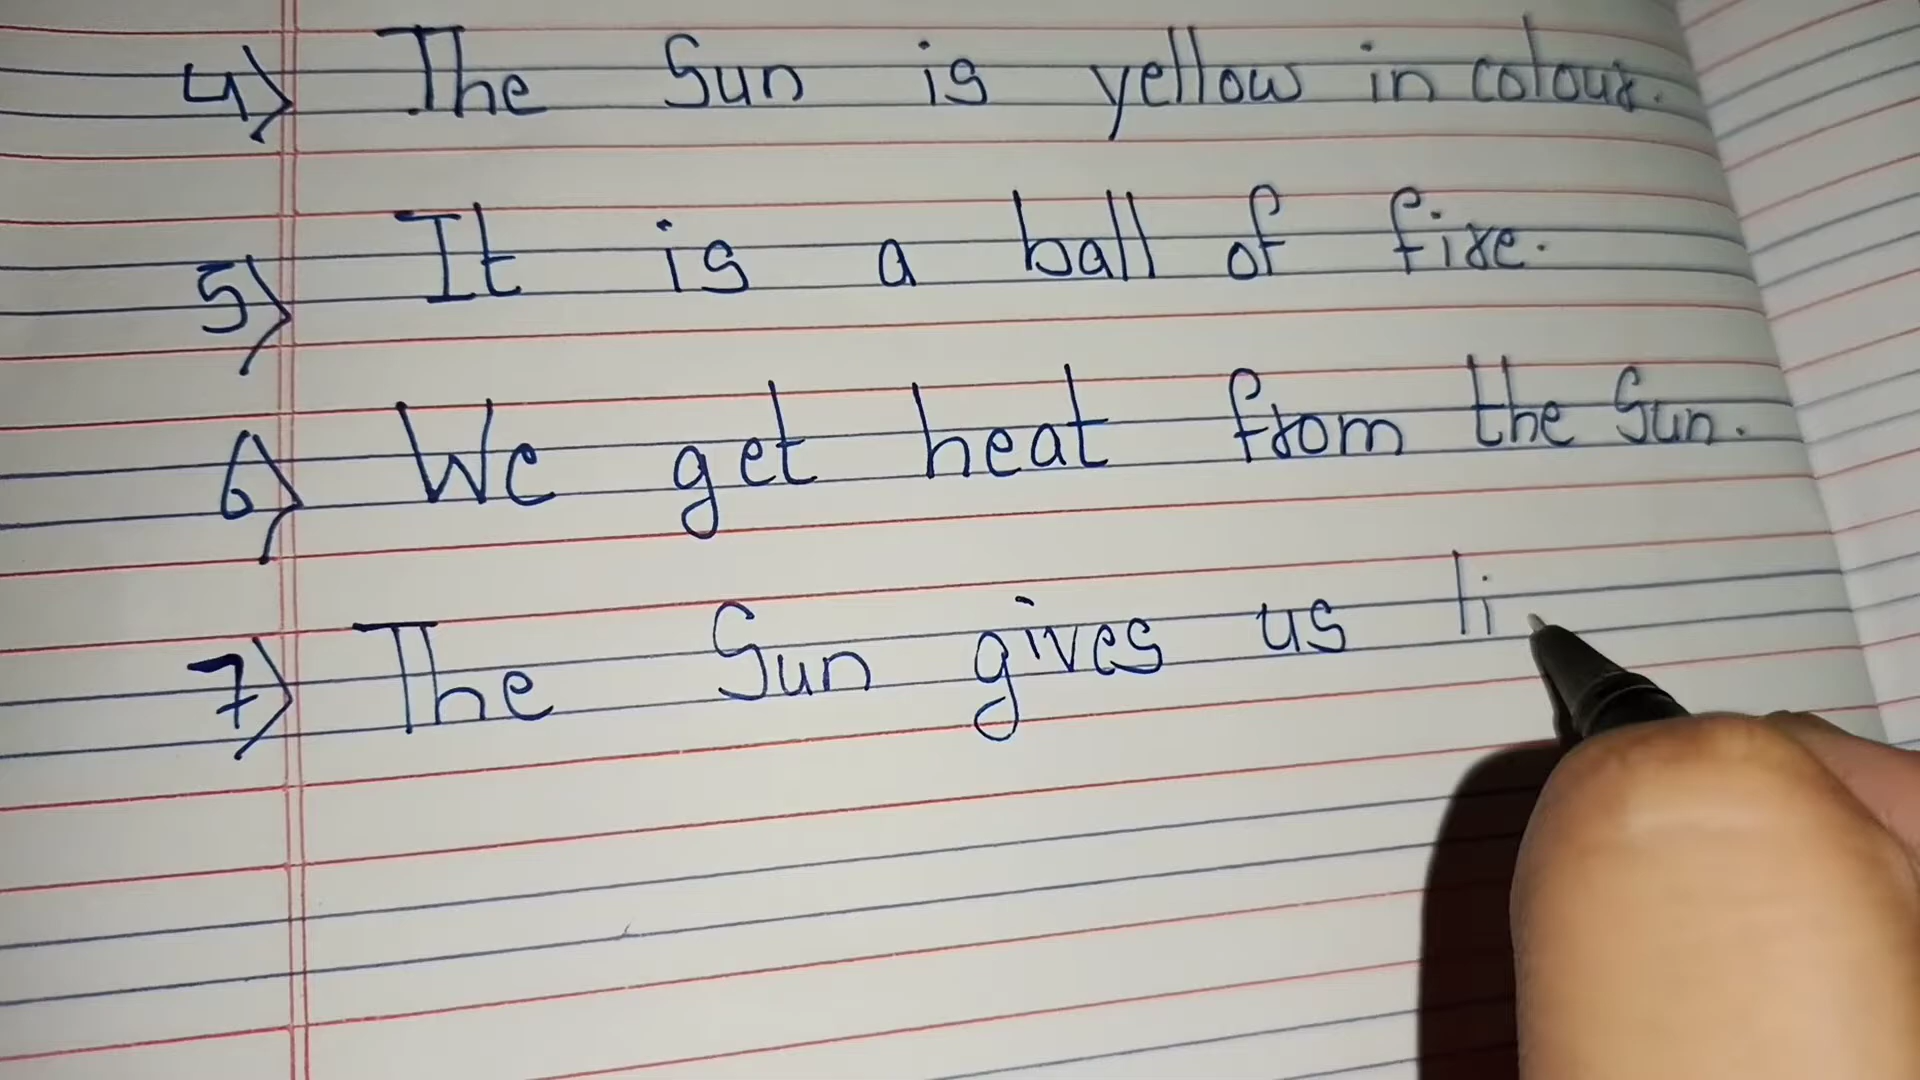 4) The Sun is yellow in colour.
5) It is a ball of fire.
6) We get heat from the Sun.
7) The Sun gives us li